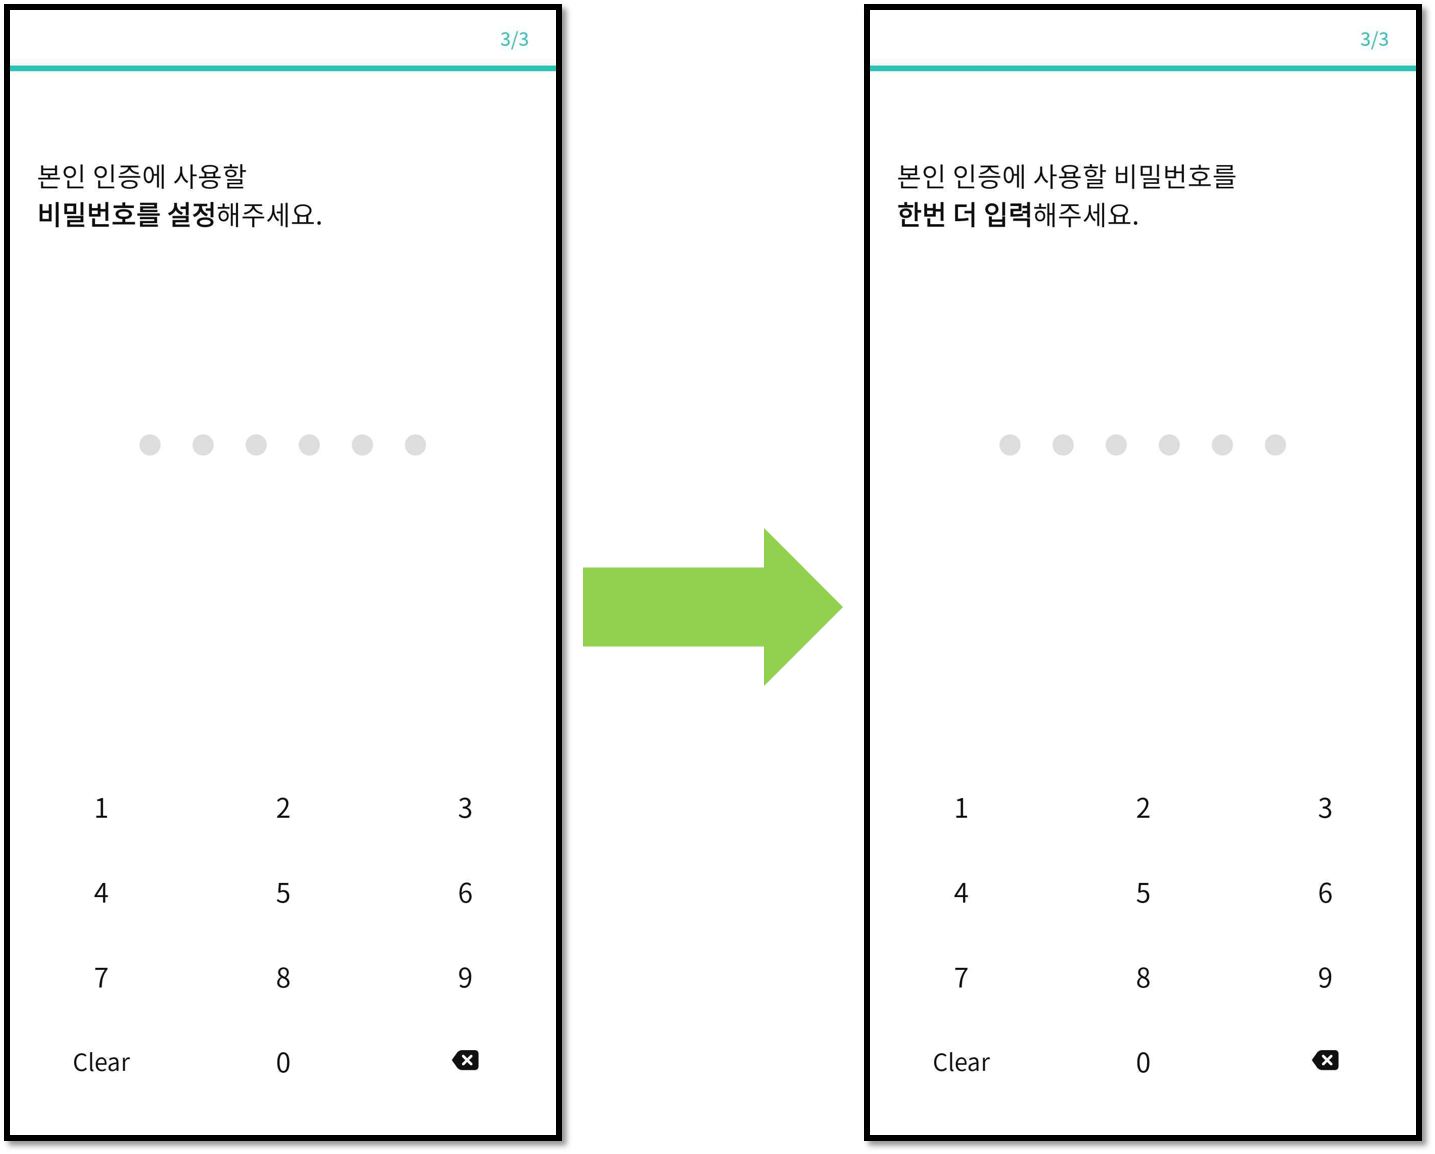 3/3
본인 인증에 사용할
비밀번호를 설정해주세요.
1 2 3
4 5 6
7 8 9
Clear 0
3/3
본인 인증에 사용할 비밀번호를
한번 더 입력해주세요.
1 2 3
4 5 6
7 8 9
Clear 0